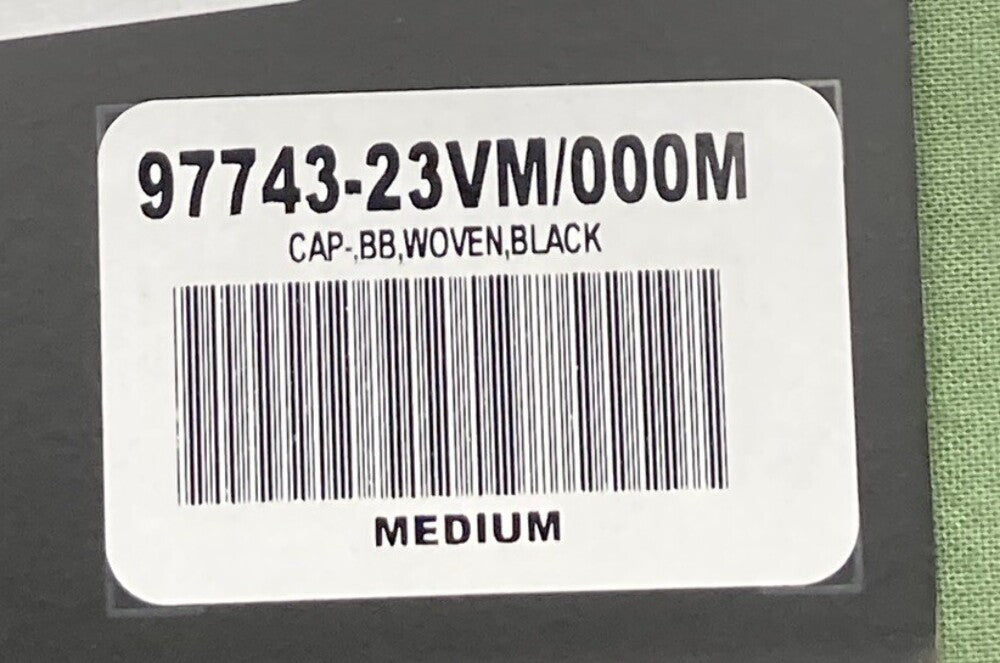 97743-23VM/000M
CAP-,BB,WOVEN,BLACK
MEDIUM